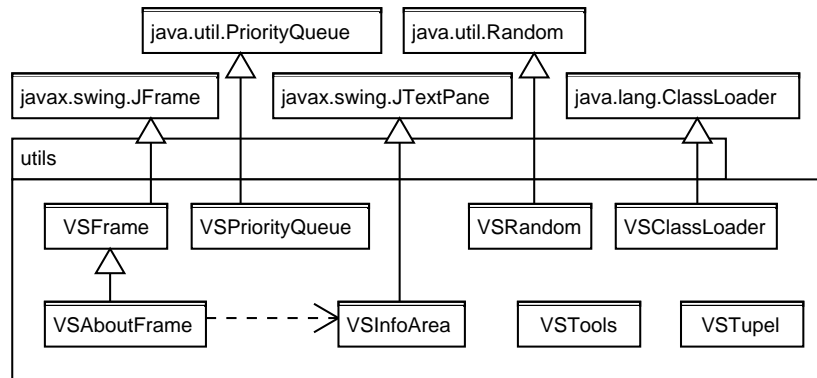 java.util.PriorityQueue java.util.Random
javax.swing.JFrame javax.swing.JTextPane java.lang.ClassLoader
utils
VSFrame VSPriorityQueue VSRandom VSClassLoader
VSAboutFrame VSInfoArea VSTools VSTupel